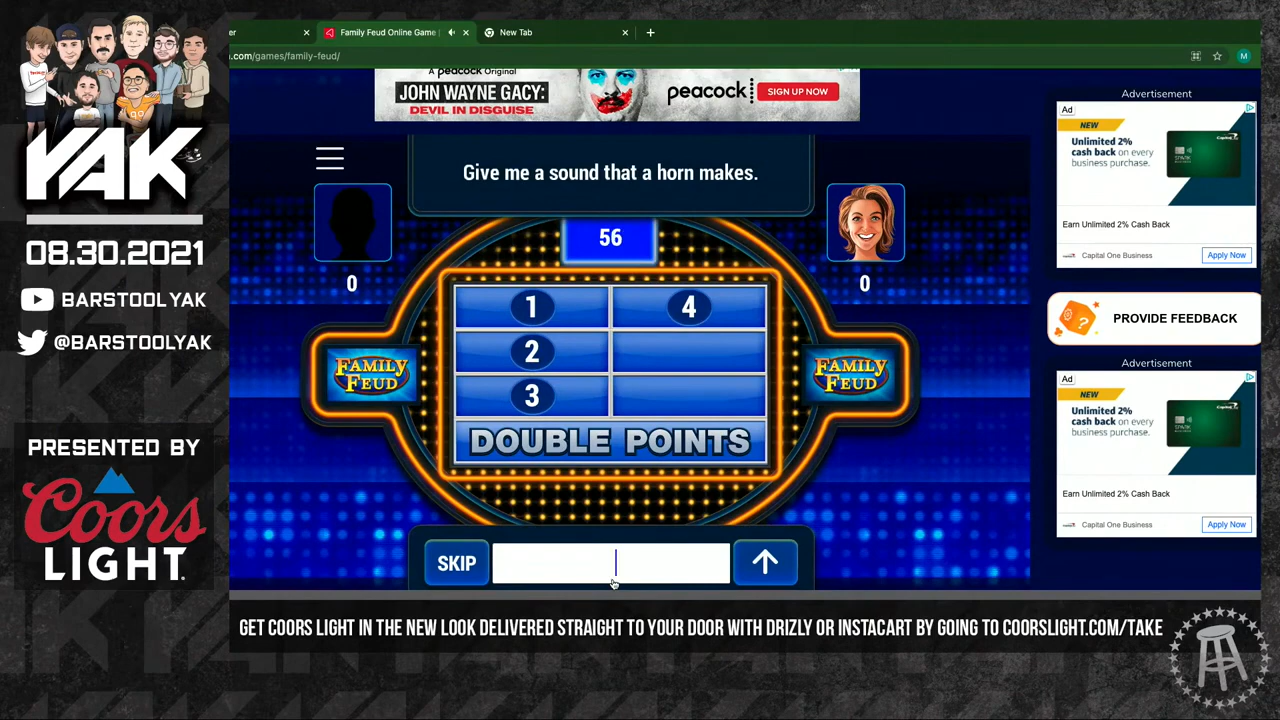 er
Family Feud Online Game
New Tab
.com/games/family-feud/
YAK
08.30.2021
BARSTOOLYAK
@BARSTOOLYAK
PRESENTED BY
Coors
LIGHT
A peacock Original
JOHN WAYNE GACY:
DEVIL IN DISGUISE
peacock
SIGN UP NOW
Give me a sound that a horn makes.
56
0
0
1
4
2
3
FAMILY
FEUD
FAMILY
FEUD
DOUBLE POINTS
SKIP
Advertisement
Ad
NEW
Unlimited 2%
cash back on every
business purchase.
Earn Unlimited 2% Cash Back
Capital One Business
Apply Now
PROVIDE FEEDBACK
Advertisement
Ad
NEW
Unlimited 2%
cash back on every
business purchase.
Earn Unlimited 2% Cash Back
Capital One Business
Apply Now
GET COORS LIGHT IN THE NEW LOOK DELIVERED STRAIGHT TO YOUR DOOR WITH DRIZLY OR INSTACART BY GOING TO COORSLIGHT.COM/TAKE